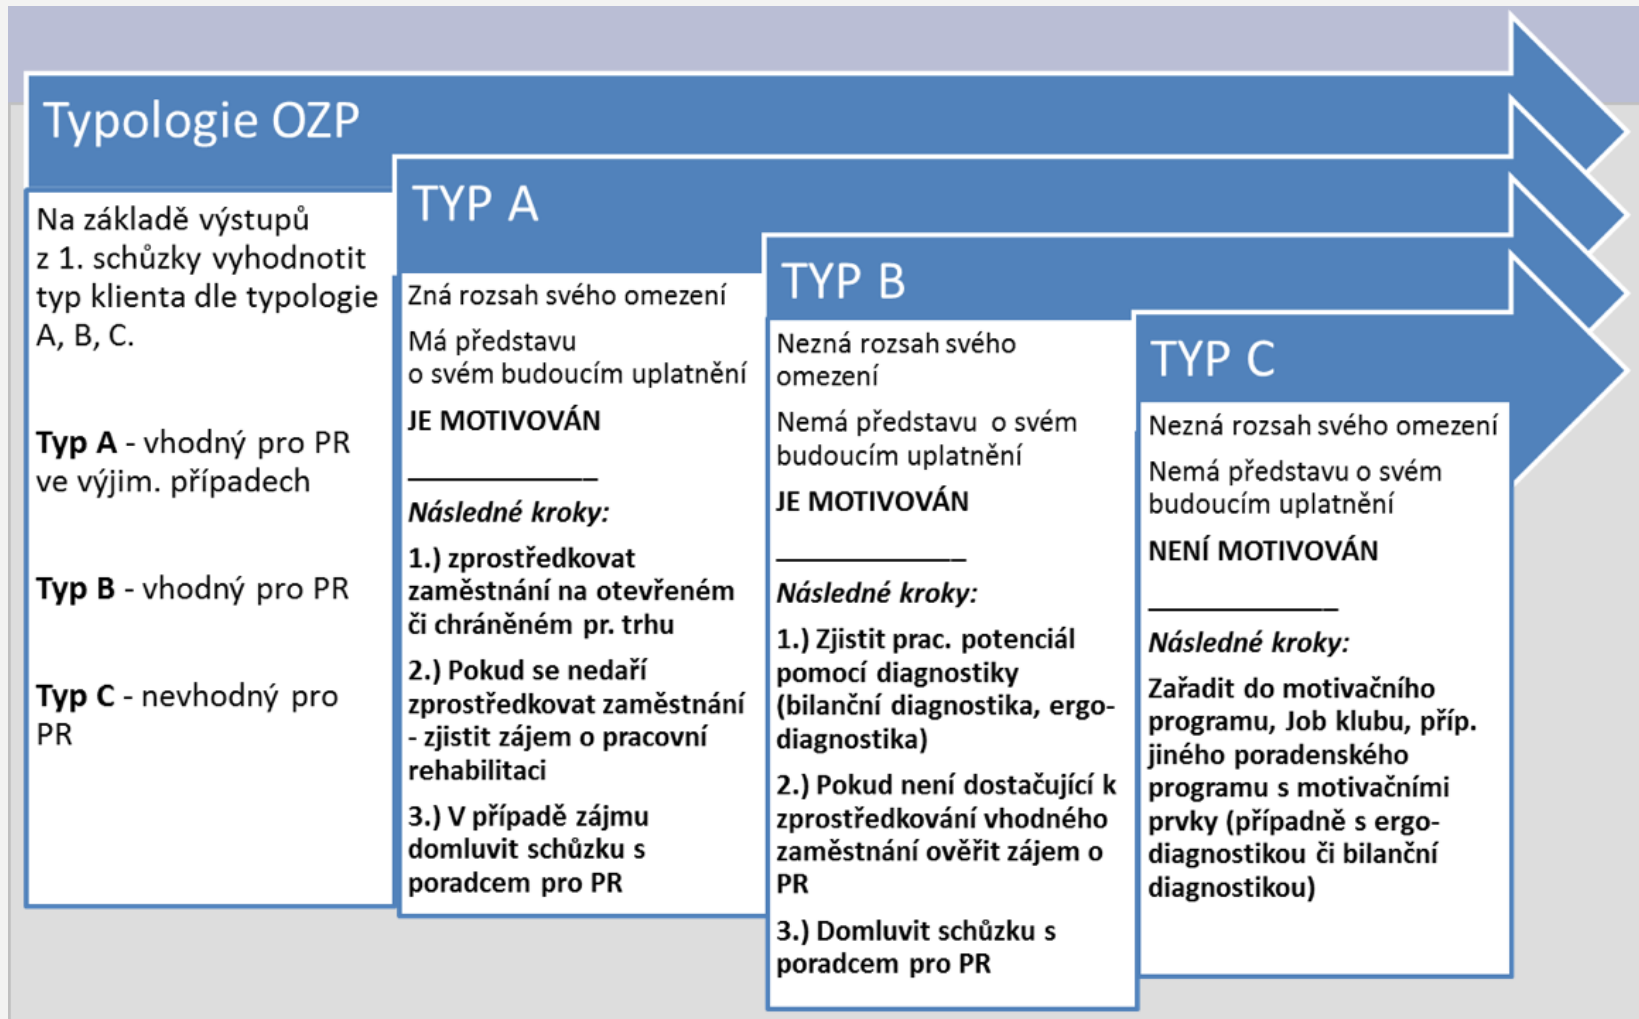 Typologie OZP
Na základě výstupů
z 1. schůzky vyhodnotit
typ klienta dle typologie
A, B, C.
Typ A - vhodný pro PR
ve výjim. případech
Typ B - vhodný pro PR
Typ C - nevhodný pro
PR
TYP A
Zná rozsah svého omezení
Má představu
o svém budoucím uplatnění
JE MOTIVOVÁN
Následné kroky:
1.) zprostředkovat
zaměstnání na otevřeném
či chráněném pr. trhu
2.) Pokud se nedaří
zprostředkovat zaměstnání
- zjistit zájem o pracovní
rehabilitaci
3.) V případě zájmu
domluvit schůzku s
poradcem pro PR
TYP B
Nezná rozsah svého
omezení
Nemá představu o svém
budoucím uplatnění
JE MOTIVOVÁN
Následné kroky:
1.) Zjistit prac. potenciál
pomocí diagnostiky
(bilanční diagnostika, ergo-
diagnostika)
2.) Pokud není dostačující k
zprostředkování vhodného
zaměstnání ověřit zájem o
PR
3.) Domluvit schůzku s
poradcem pro PR
TYP C
Nezná rozsah svého omezení
Nemá představu o svém
budoucím uplatnění
NENÍ MOTIVOVÁN
Následné kroky:
Zařadit do motivačního
programu, Job klubu, příp.
jiného poradenského
programu s motivačními
prvky (případně s ergo-
diagnostikou či bilanční
diagnostikou)